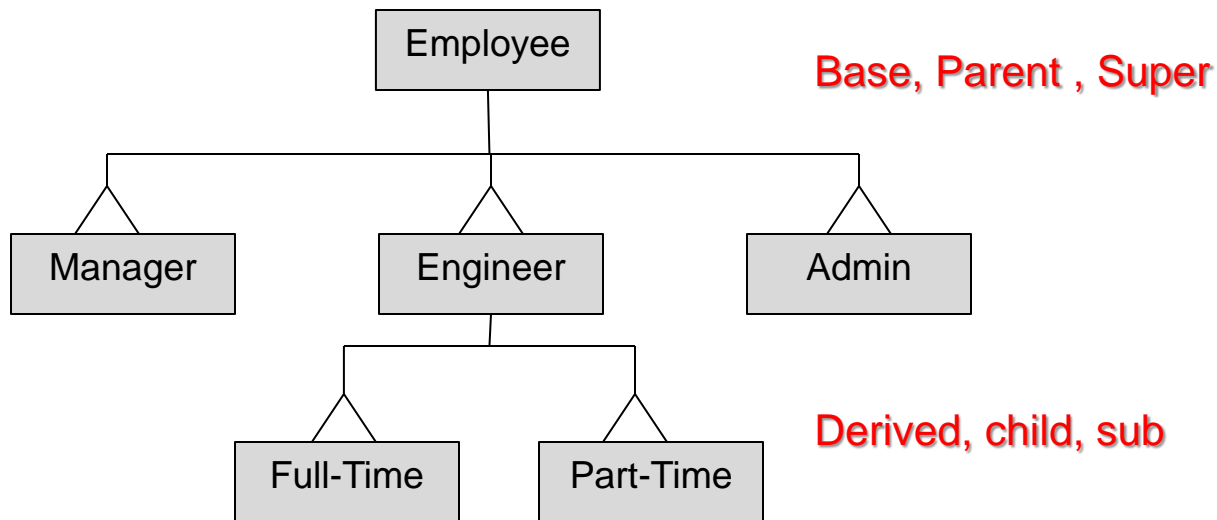 Employee
Base, Parent , Super
Manager
Engineer
Admin
Derived, child, sub
Full-Time
Part-Time